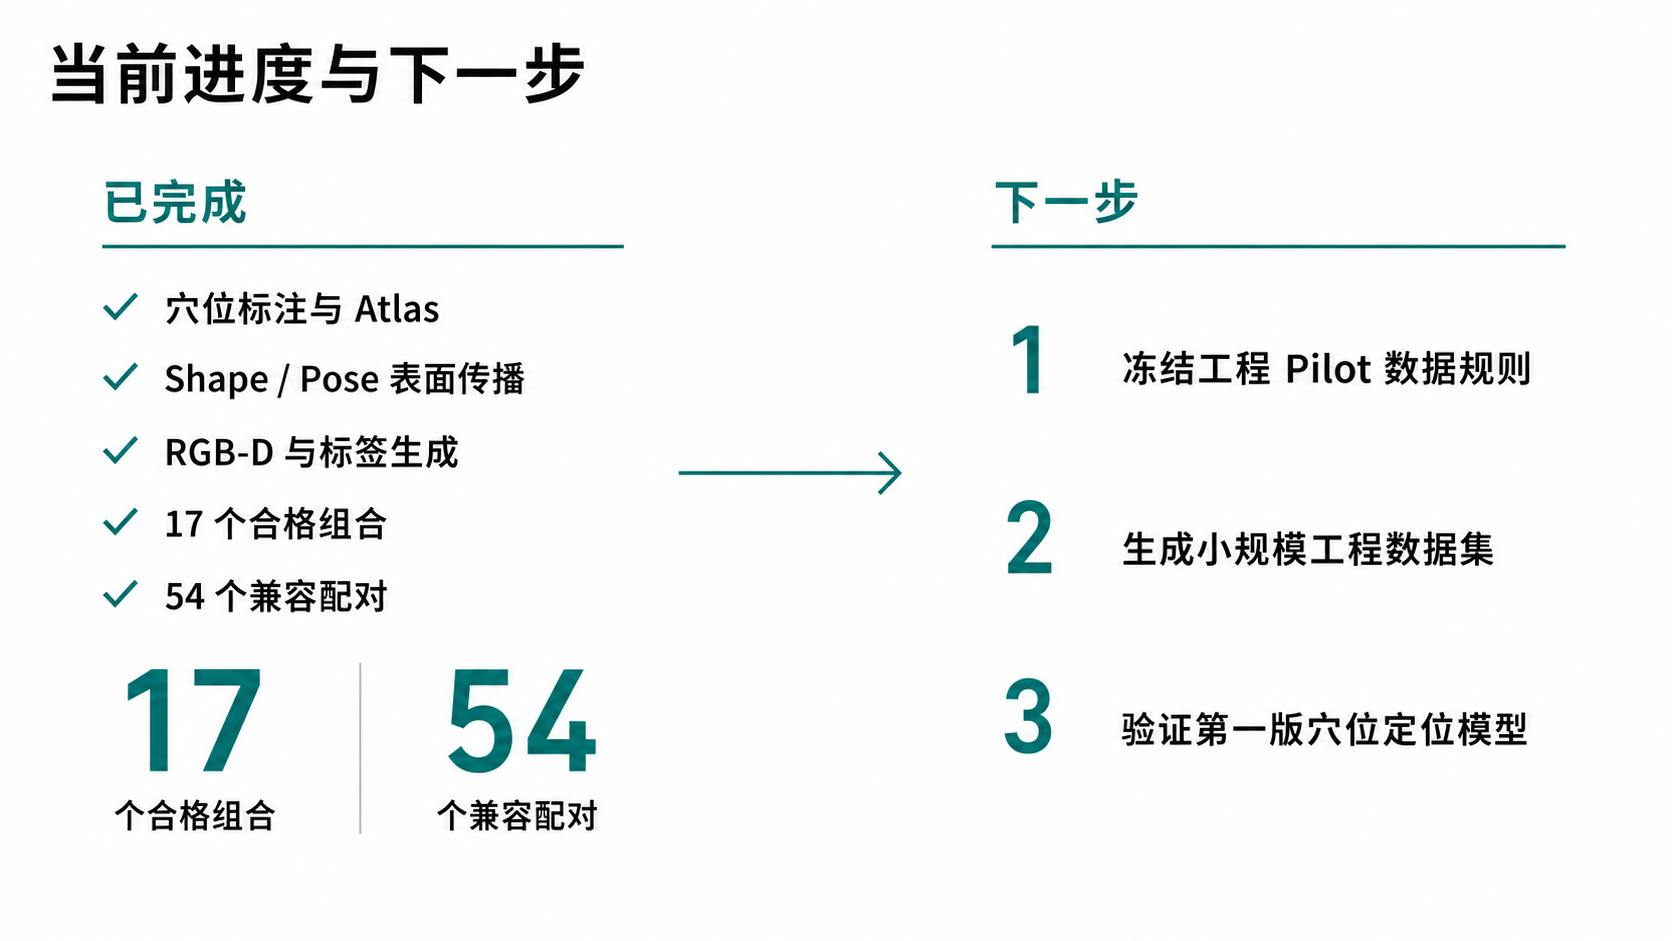 当前进度与下一步
已完成
穴位标注与 Atlas
Shape / Pose 表面传播
RGB-D 与标签生成
17 个合格组合
54 个兼容配对
17
个合格组合
54
个兼容配对
下一步
1
冻结工程 Pilot 数据规则
2
生成小规模工程数据集
3
验证第一版穴位定位模型